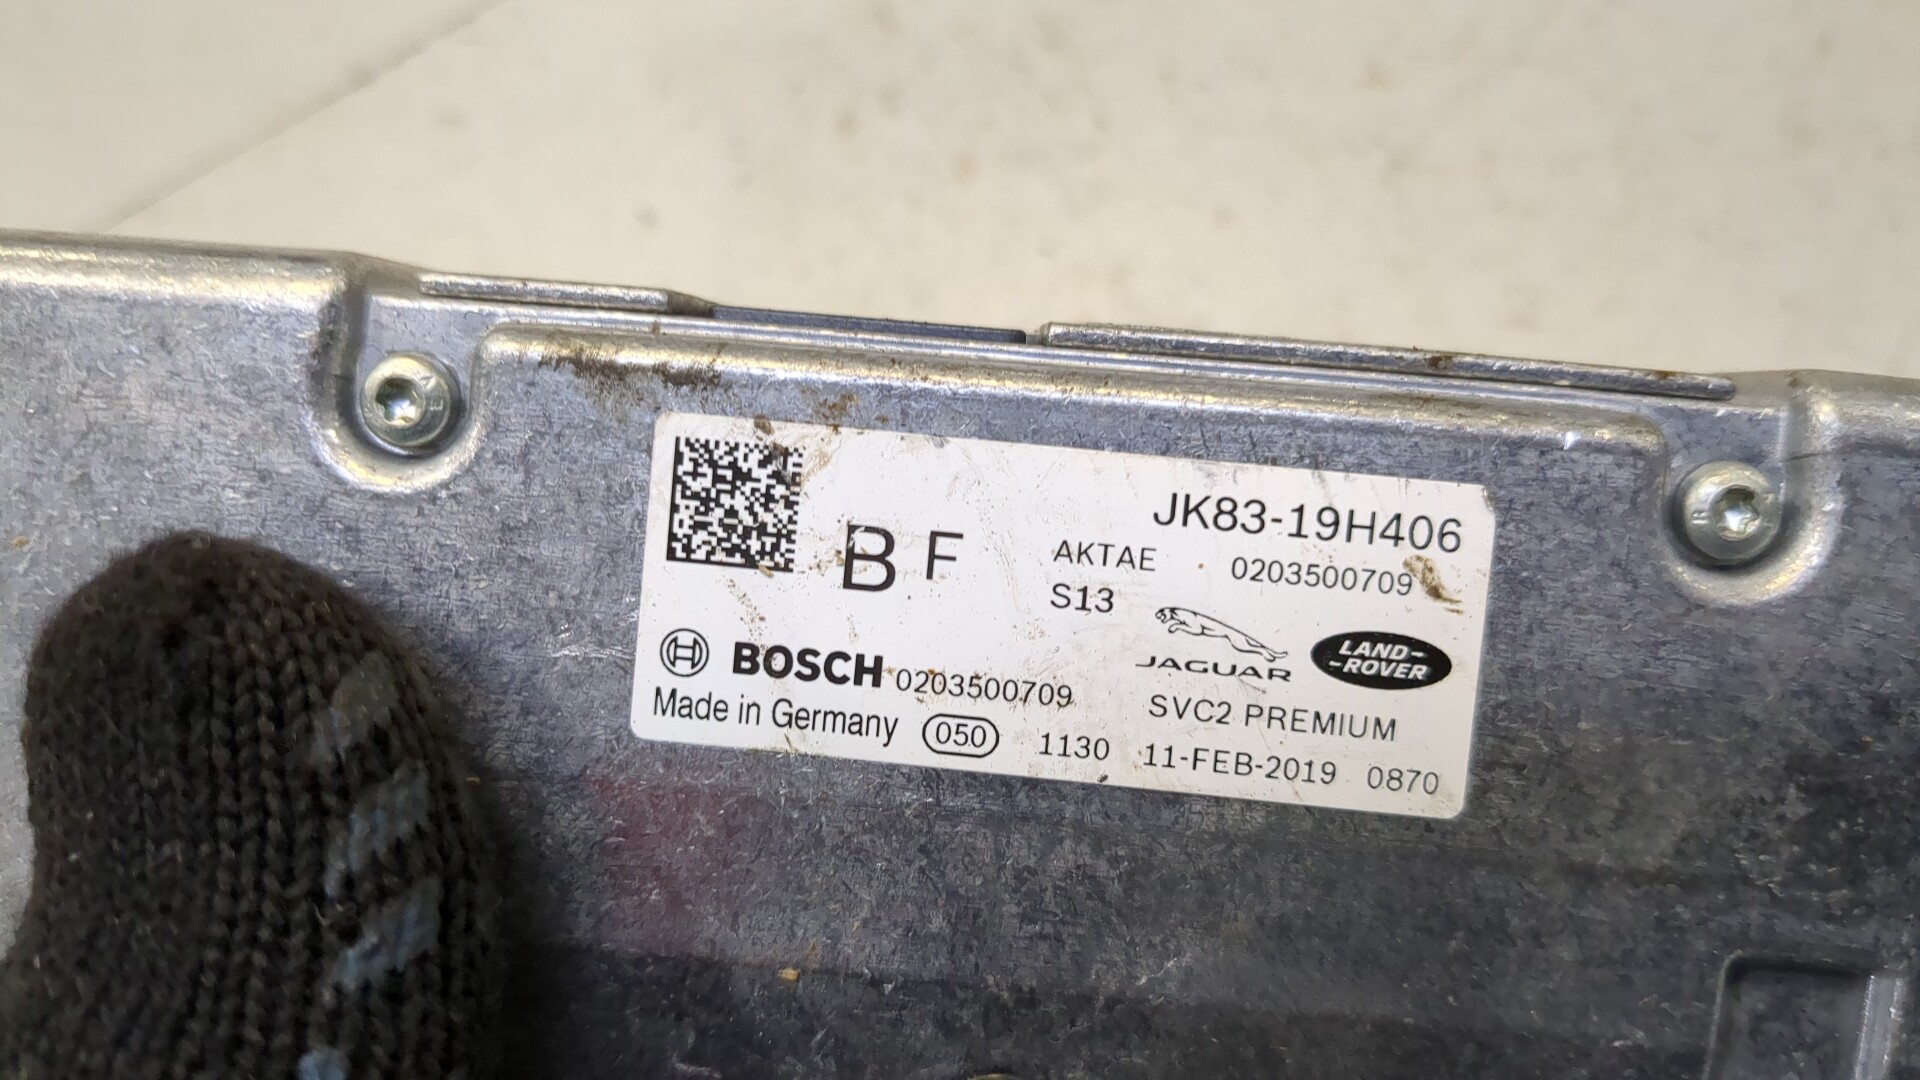 JK83-19H406
B F
AKTAE 0203500709
S13
BOSCH 0203500709
JAGUAR
LAND-
-ROVER
SVC2 PREMIUM
Made in Germany 050 1130 11-FEB-2019 0870